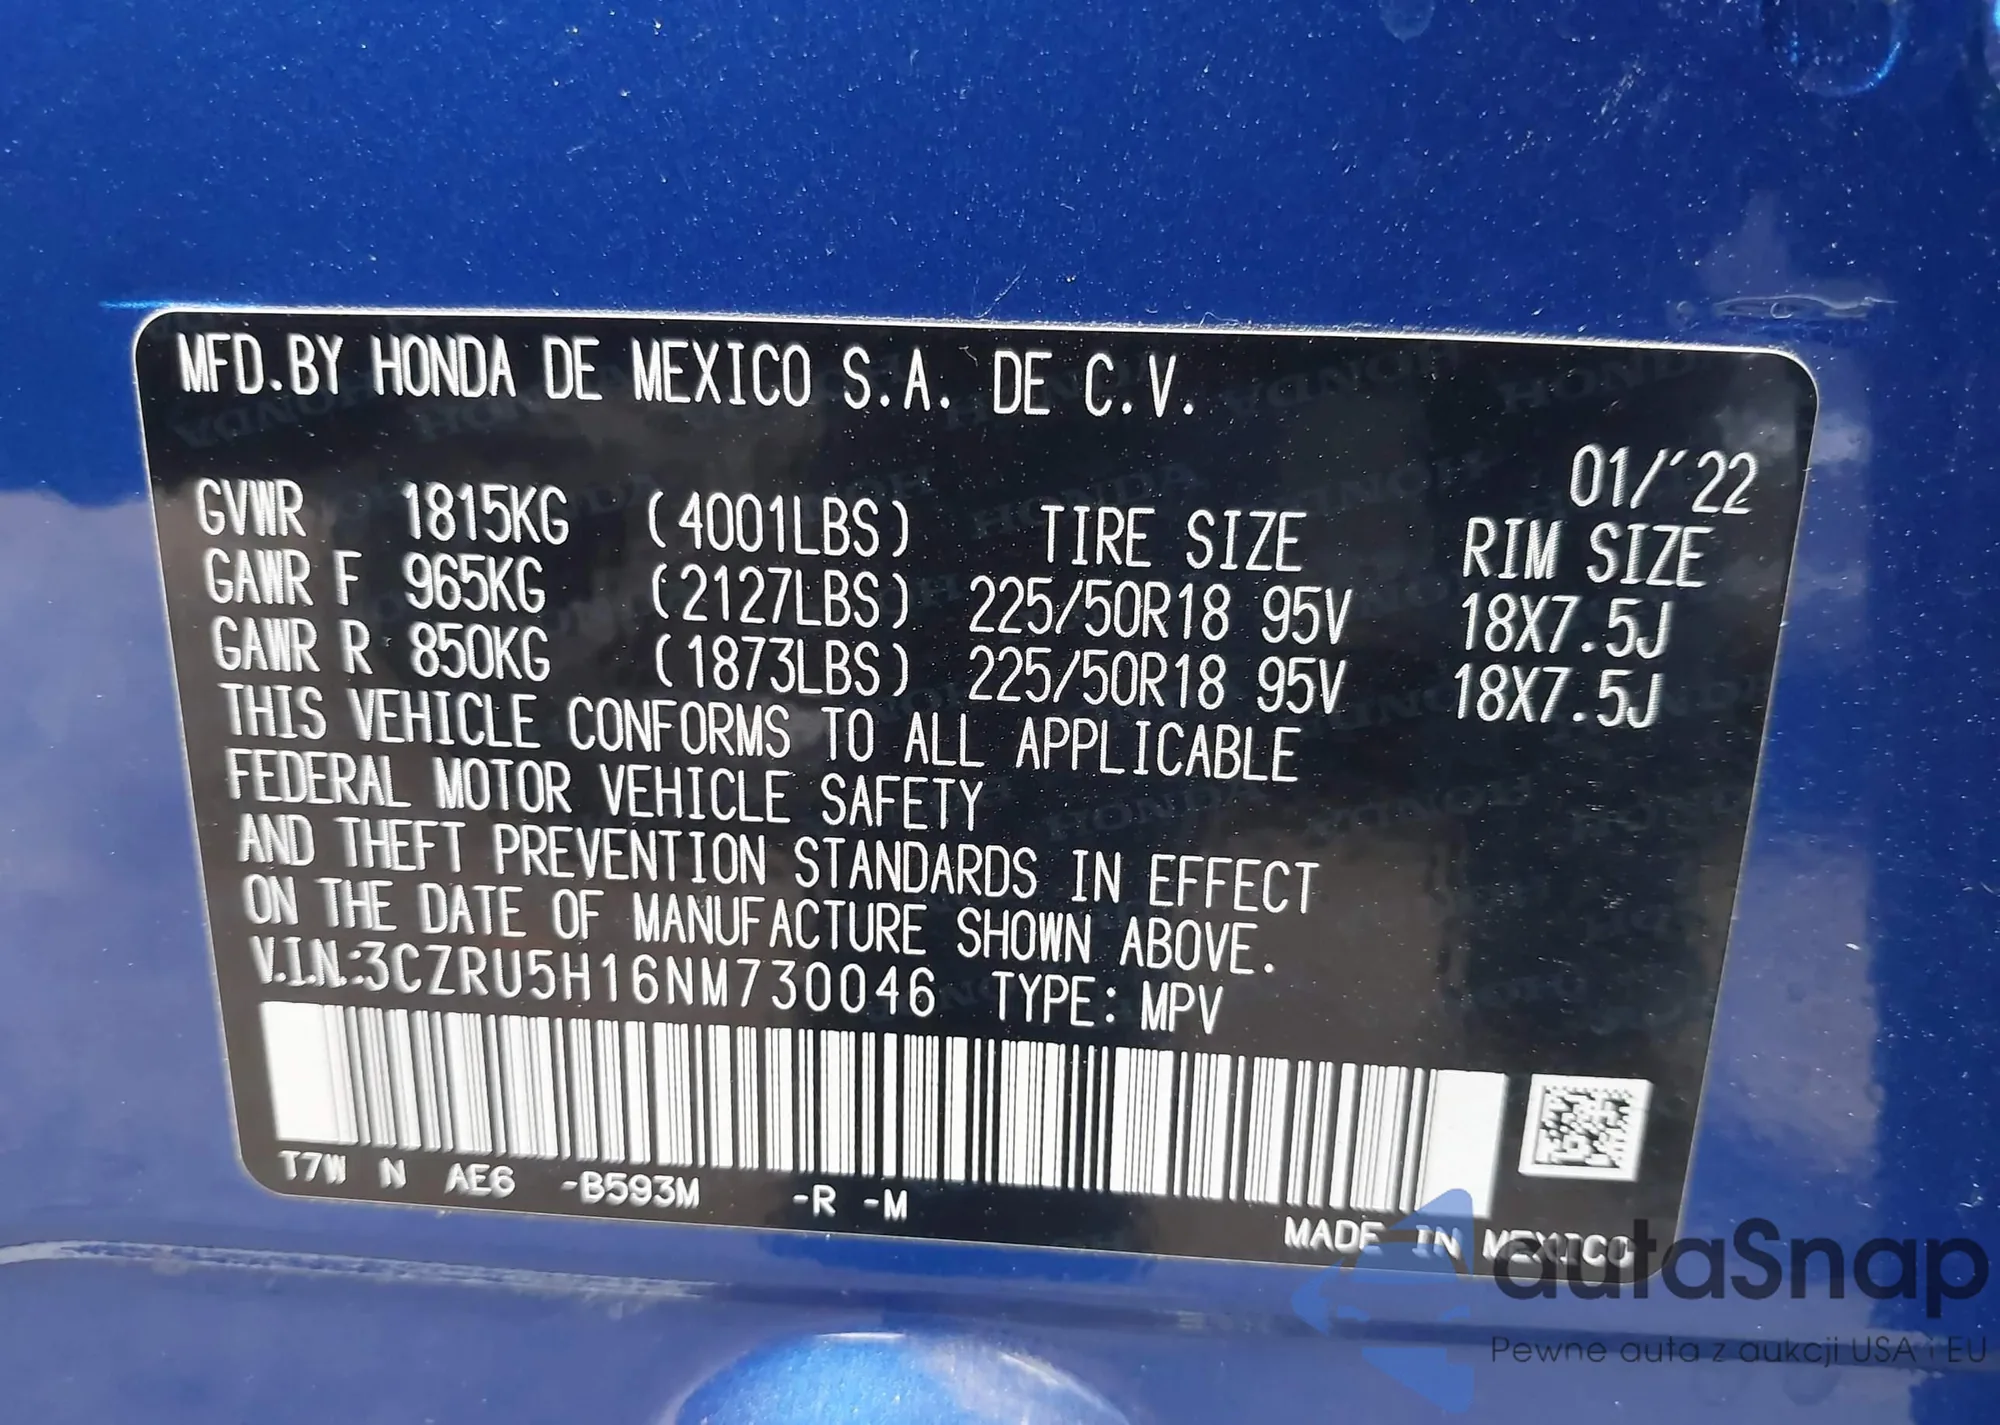 MFD.BY HONDA DE MEXICO S.A. DE C.V.
01/'22
GVWR 1815KG (4001LBS) TIRE SIZE RIM SIZE
GAWR F 965KG (2127LBS) 225/50R18 95V 18X7.5J
GAWR R 850KG (1873LBS) 225/50R18 95V 18X7.5J
THIS VEHICLE CONFORMS TO ALL APPLICABLE
FEDERAL MOTOR VEHICLE SAFETY
AND THEFT PREVENTION STANDARDS IN EFFECT
ON THE DATE OF MANUFACTURE SHOWN ABOVE.
V.I.N.:3CZRU5H16NM730046 TYPE: MPV
T7W N AE6 -B593M -R -M
MADE IN MEXICO
autaSnap
Pewne auta z aukcji USA i EU